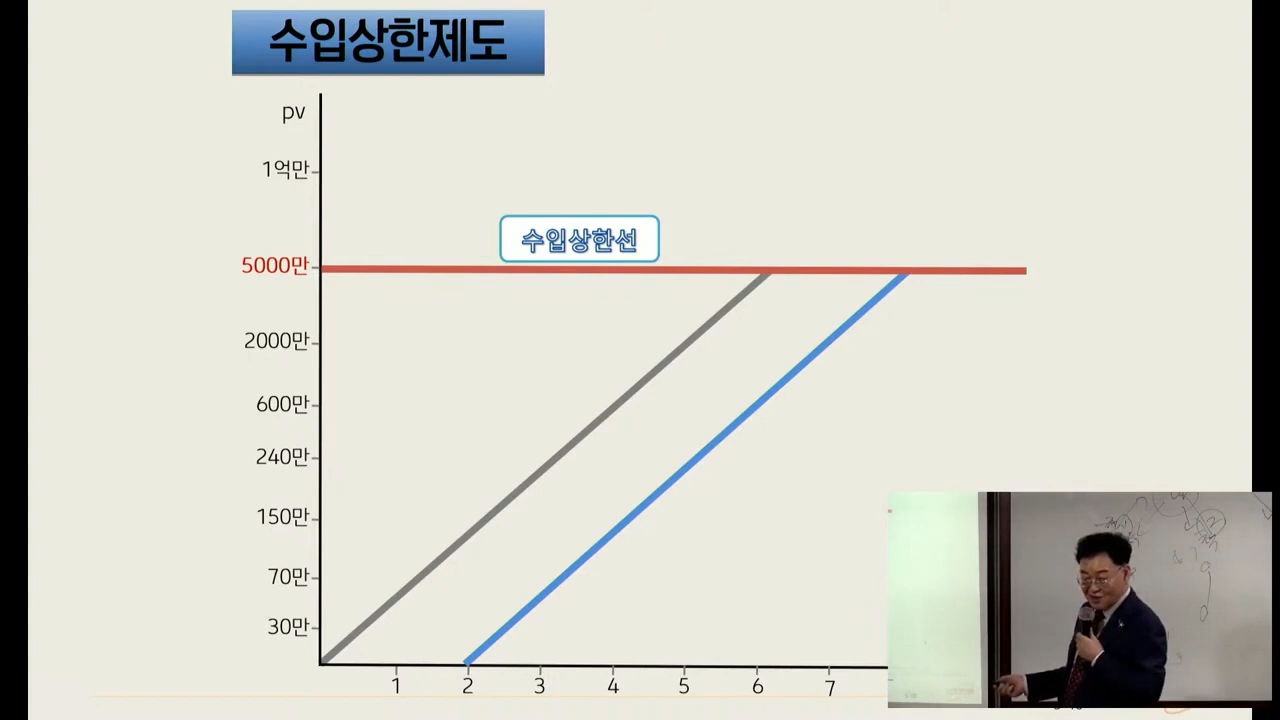 수입상한제도
pv
1억만
수입상한선
5000만
2000만
600만
240만
150만
70만
30만
1 2 3 4 5 6 7